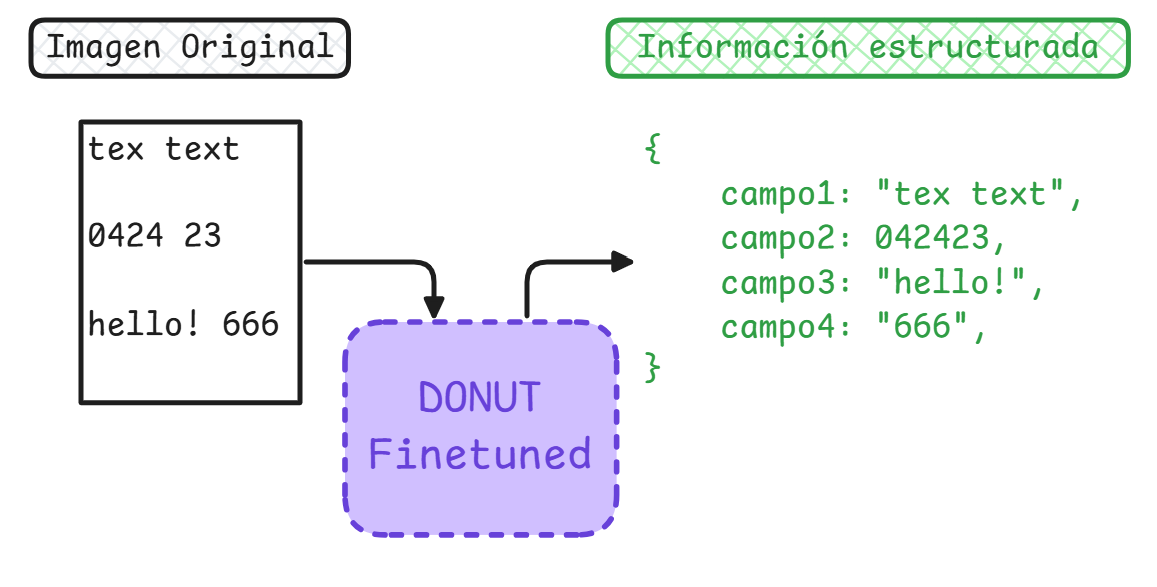 Imagen Original
Información estructurada
tex text
0424 23
hello! 666
DONUT
Finetuned
{
campo1: "tex text",
campo2: 042423,
campo3: "hello!",
campo4: "666",
}